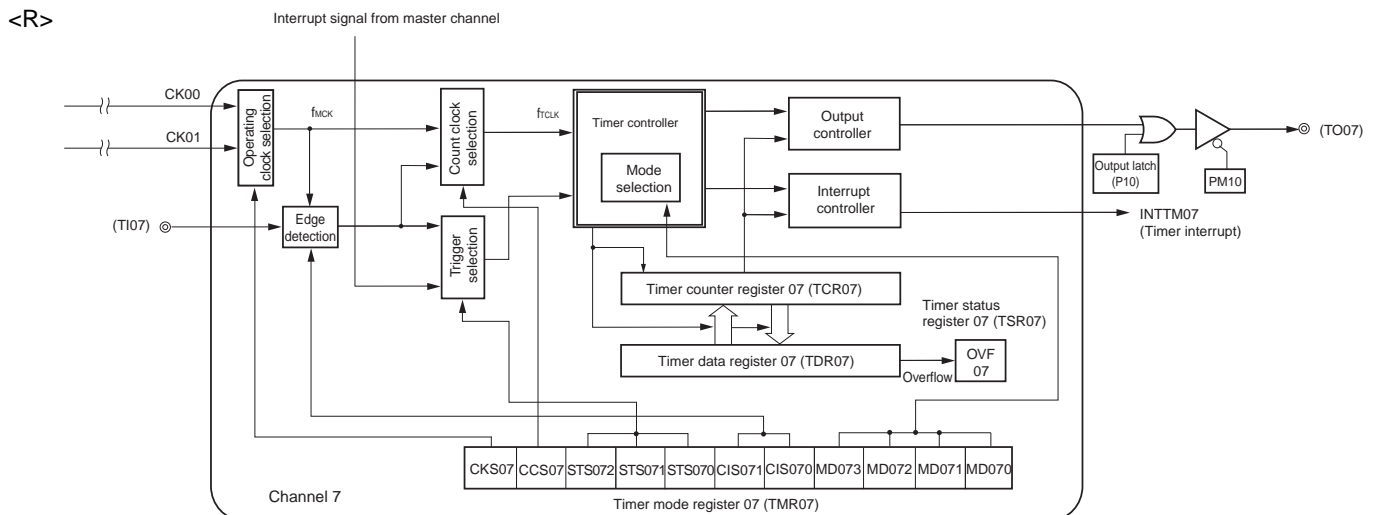 <R>
Interrupt signal from master channel
CK00
CK01
Operating
clock selection
fMCK
Count clock
selection
fTCLK
Timer controller
Mode
selection
Output
controller
Interrupt
controller
Output latch
(P10)
PM10
(TO07)
INTTM07
(Timer interrupt)
(TI07)
Edge
detection
Trigger
selection
Timer counter register 07 (TCR07)
Timer status
register 07 (TSR07)
Timer data register 07 (TDR07)
Overflow
OVF
07
CKS07 CCS07 STS072 STS071 STS070 CIS071 CIS070 MD073 MD072 MD071 MD070
Channel 7
Timer mode register 07 (TMR07)